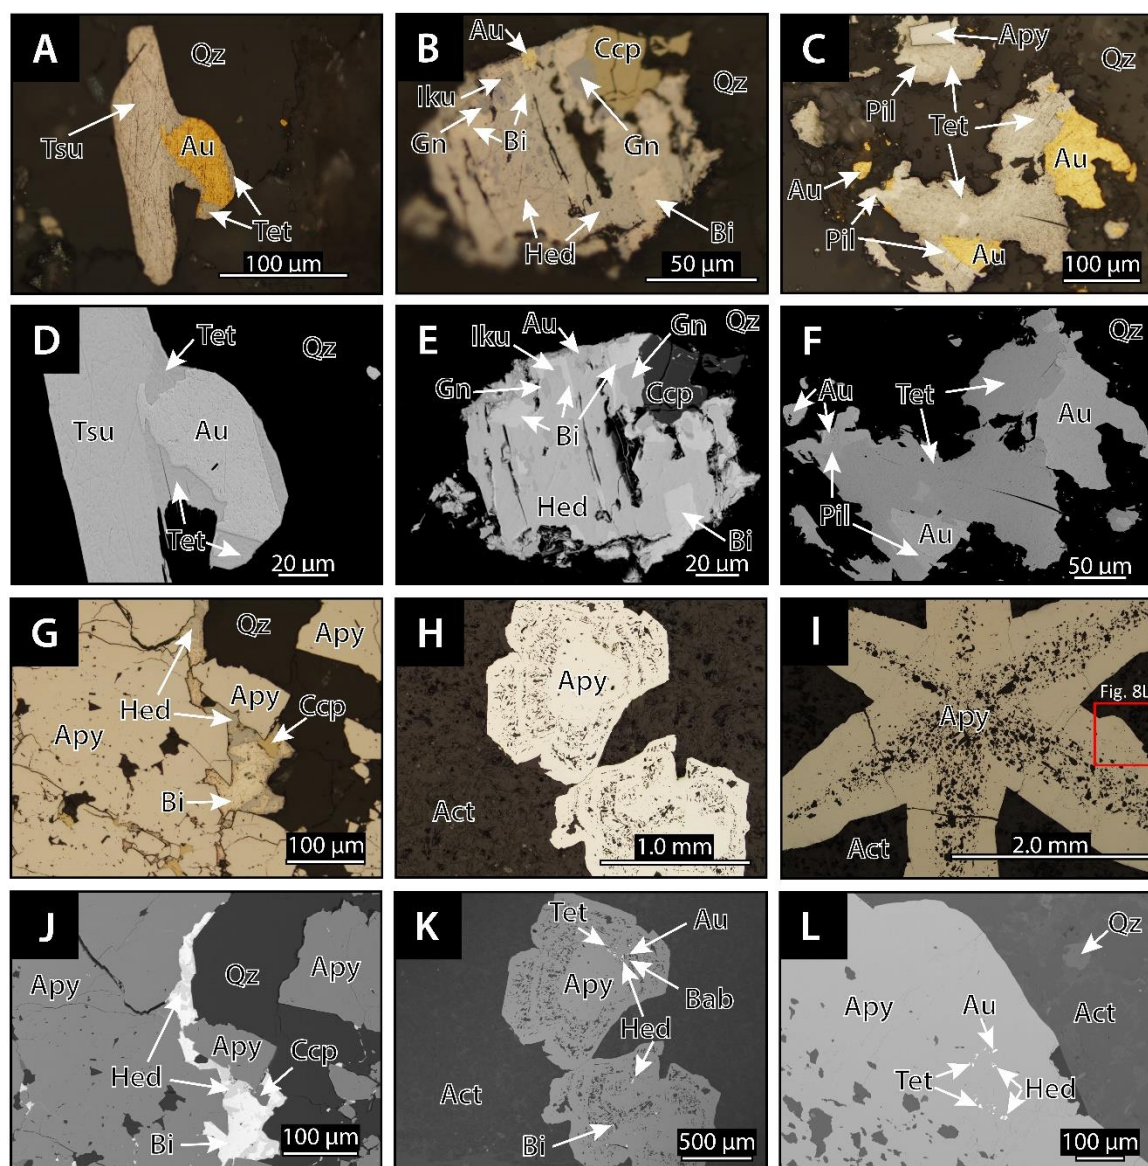 A
Qz
Tsu
Au
Tet
100 µm
B
Au
Ccp
Qz
Iku
Gn
Bi
Gn
Hed
Bi
50 µm
C
Apy
Qz
Pil
Tet
Au
Au
Pil
Au
100 µm
D
Tet
Qz
Tsu
Au
Tet
20 µm
E
Au
Gn
Qz
Iku
Gn
Ccp
Bi
Hed
Bi
20 µm
F
Qz
Au
Tet
Au
Pil
Au
50 µm
G
Qz
Apy
Hed
Apy
Ccp
Apy
Bi
100 µm
H
Apy
Act
1.0 mm
I
Fig. 8L
Apy
Act
2.0 mm
J
Qz
Apy
Apy
Apy
Ccp
Hed
Bi
100 µm
K
Tet
Au
Apy
Bab
Hed
Act
Bi
500 µm
L
Qz
Apy
Au
Act
Tet
Hed
100 µm